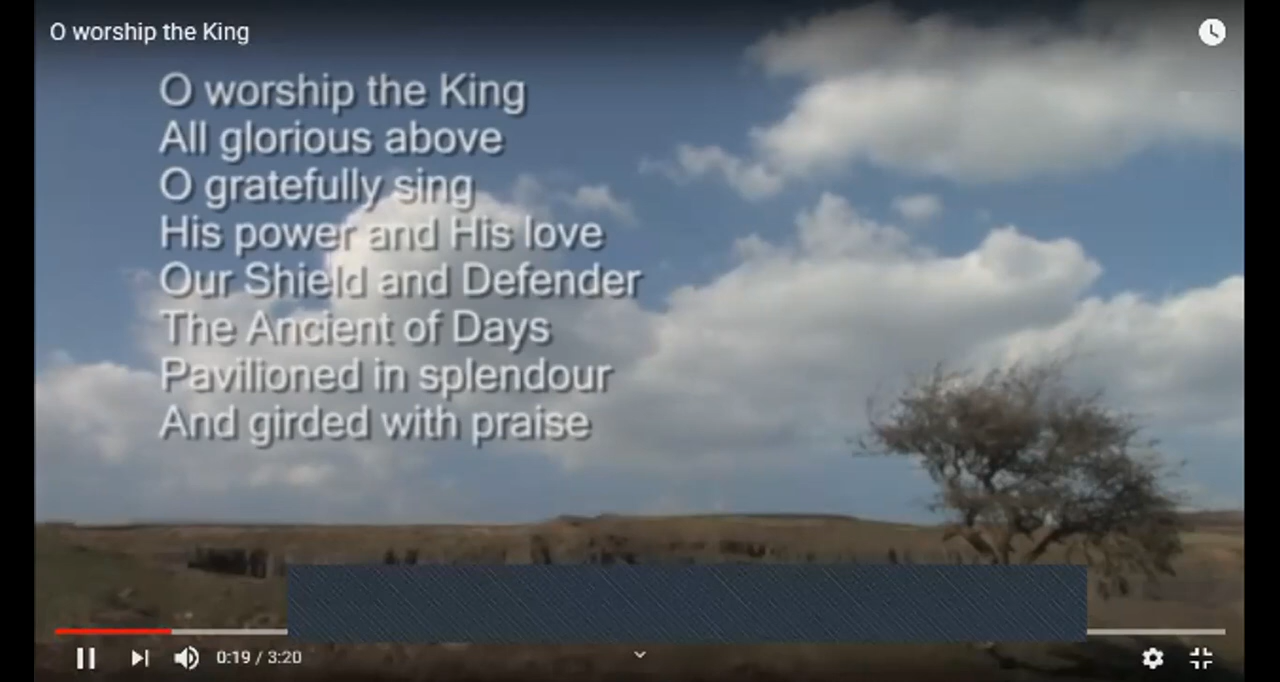 O worship the King
O worship the King
All glorious above
O gratefully sing
His power and His love
Our Shield and Defender
The Ancient of Days
Pavilioned in splendour
And girded with praise
0:19 / 3:20